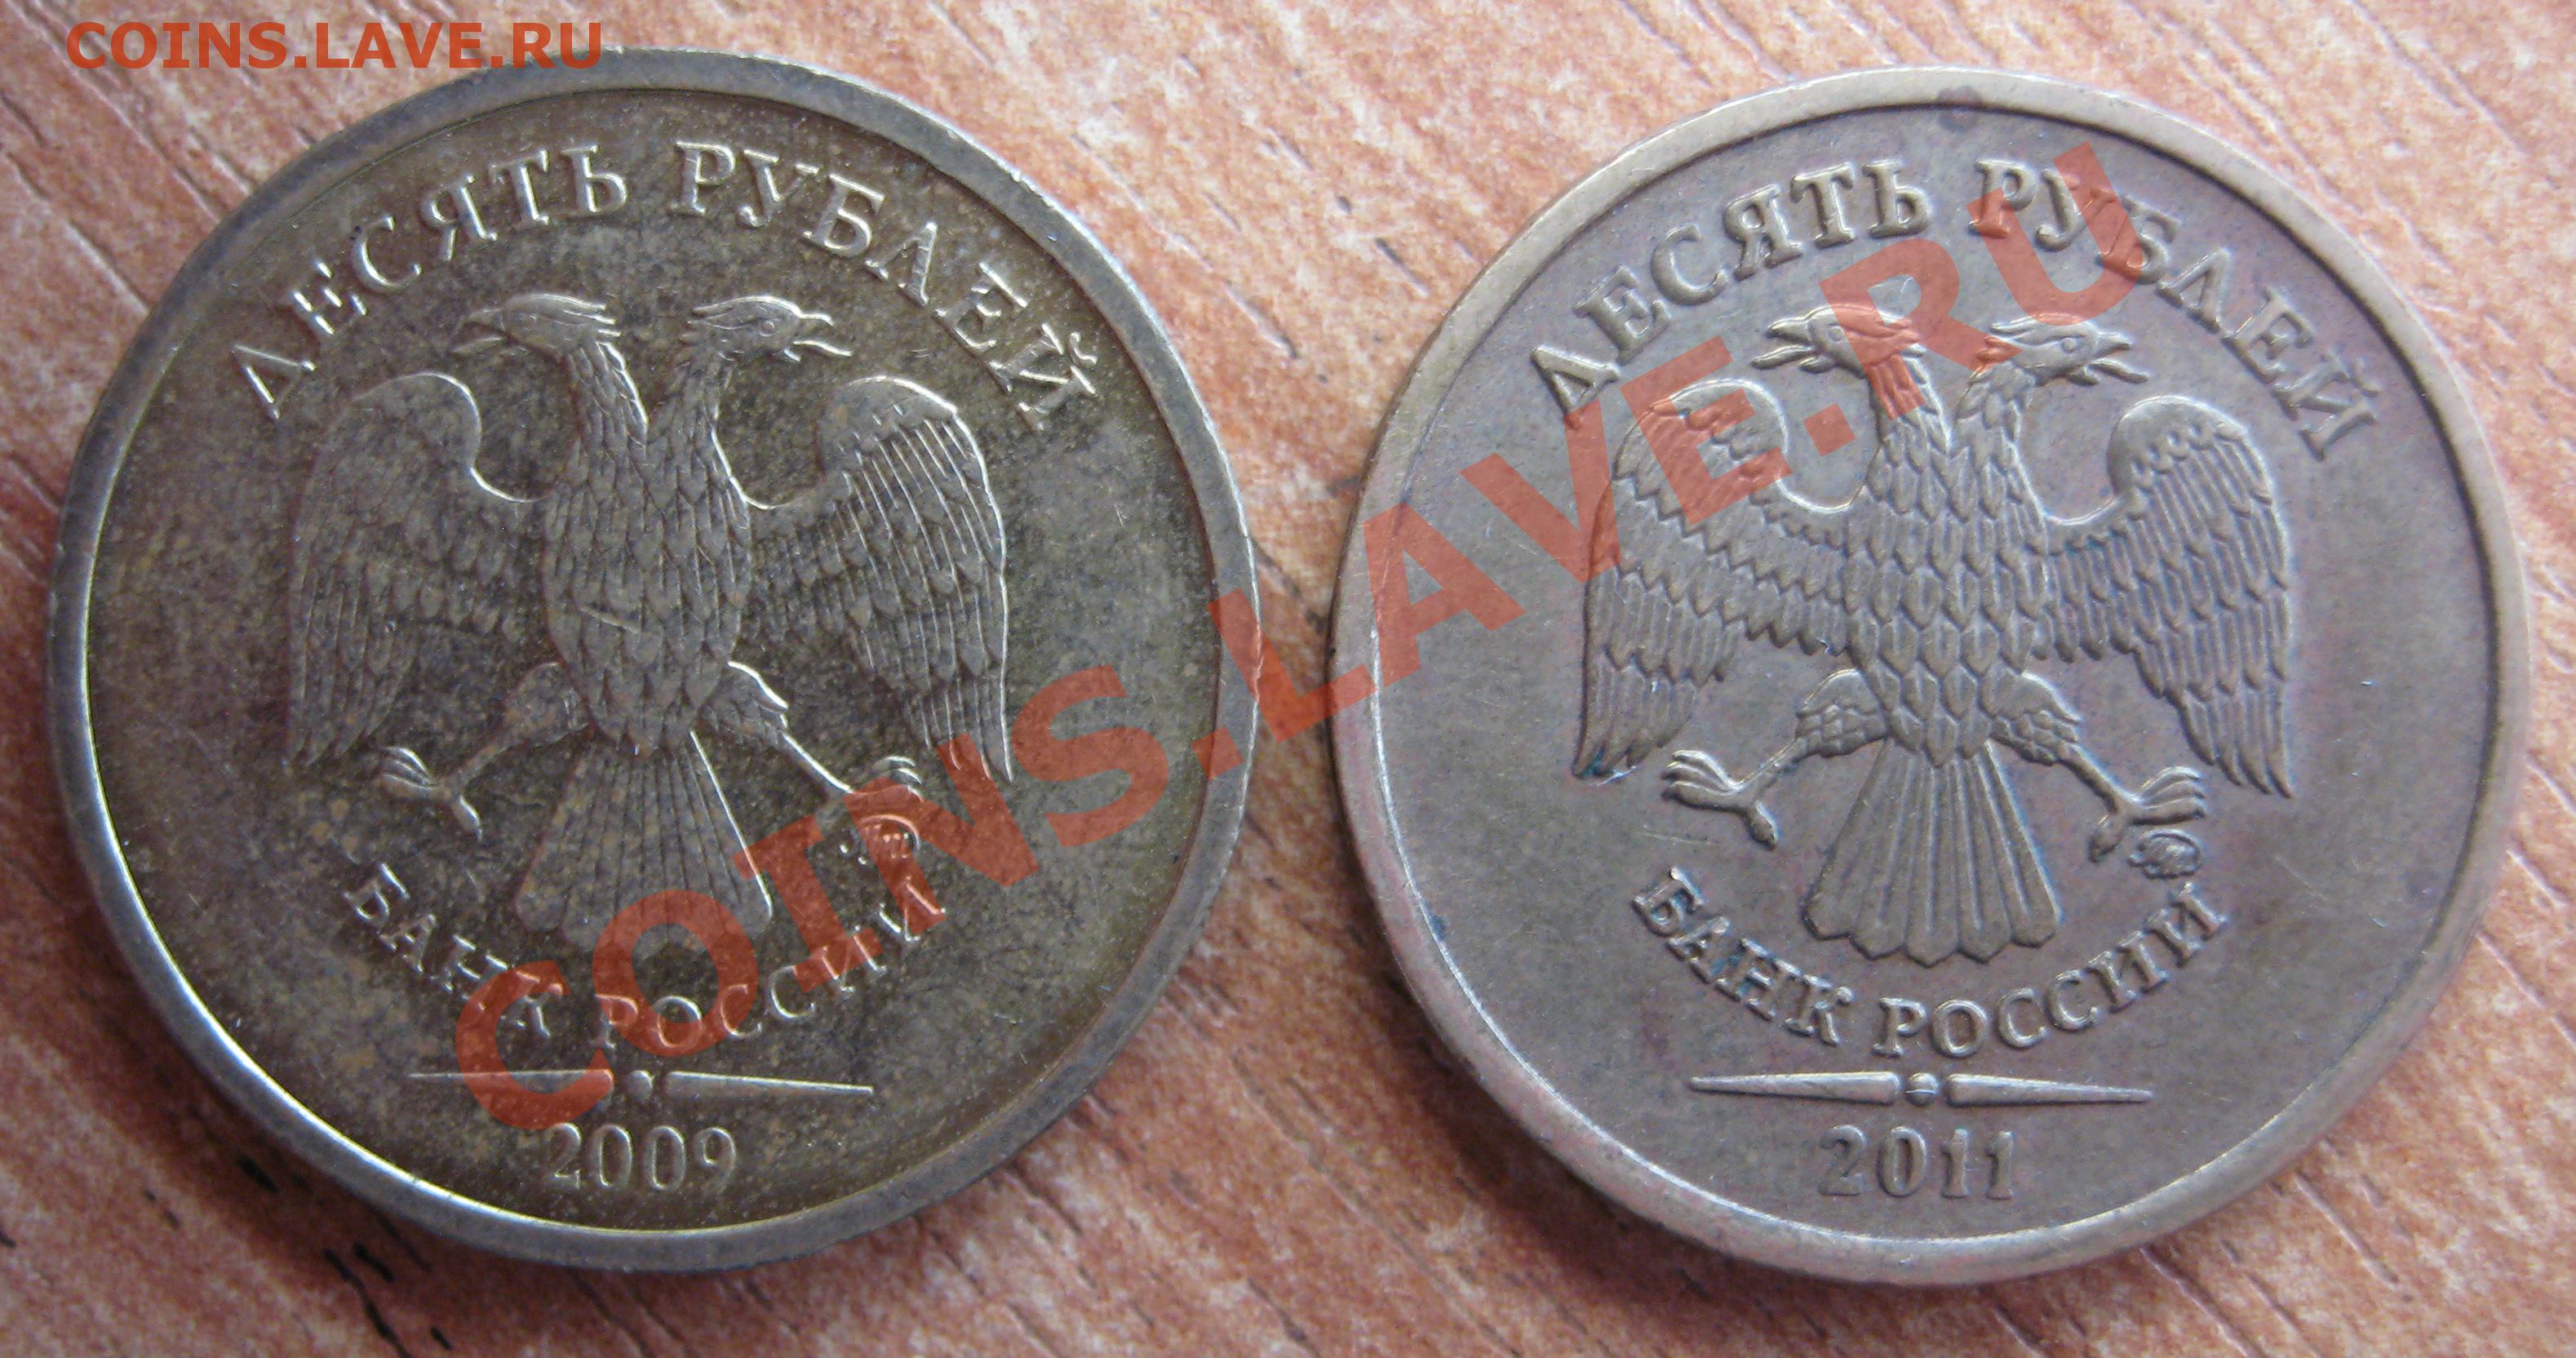 COINS.LAVE.RU
ДЕСЯТЬ РУБЛЕЙ
БАНК РОССИИ
2009
ДЕСЯТЬ РУБЛЕЙ
БАНК РОССИИ
2011
COINS.LAVE.RU